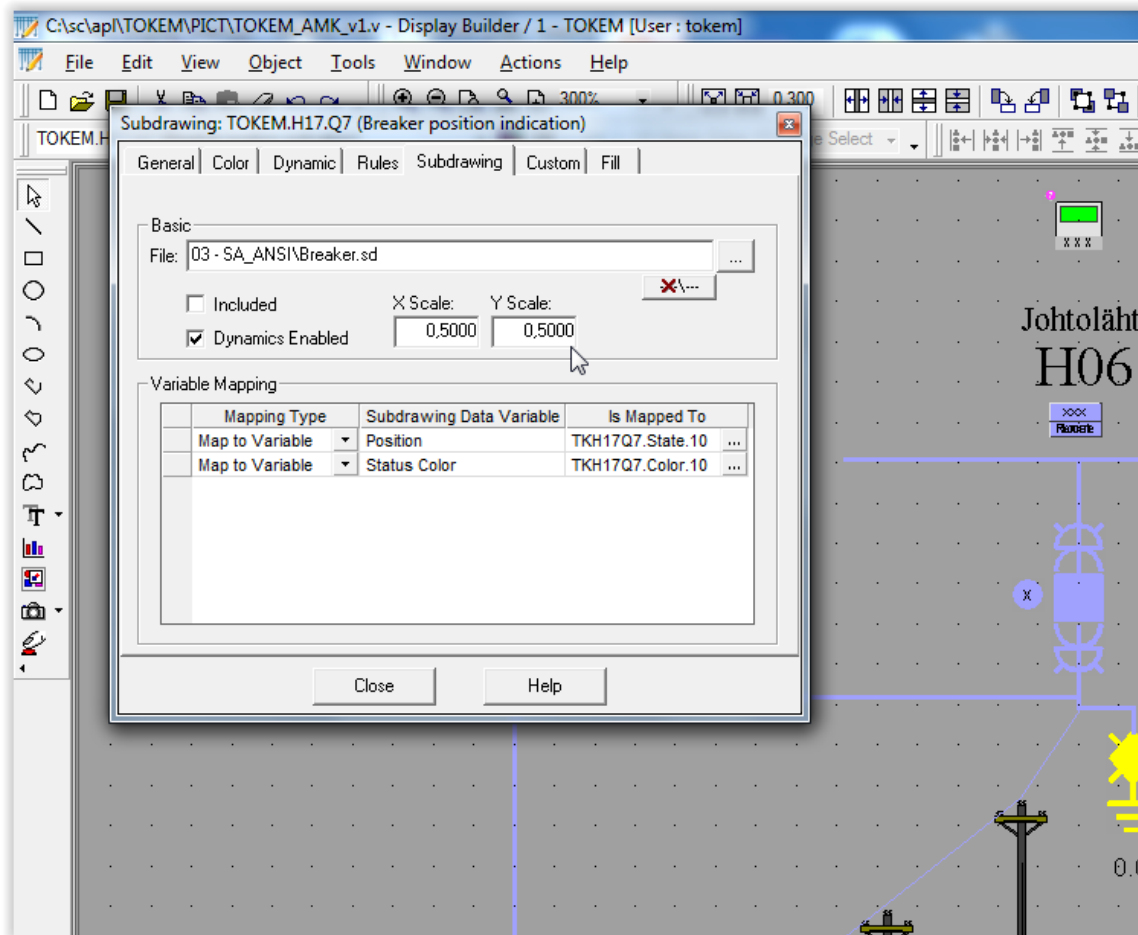 C:\sc\apl\TOKEM\PICT\TOKEM_AMK_v1.v - Display Builder / 1 - TOKEM [User : tokem]
File Edit View Object Tools Window Actions Help
300% 0.300
TOKEM.H
Select
Subdrawing: TOKEM.H17.Q7 (Breaker position indication)
General Color Dynamic Rules Subdrawing Custom Fill
Basic
File: 03 - SA_ANSI\Breaker.sd ...
\---
Included X Scale: Y Scale:
Dynamics Enabled 0,5000 0,5000
Variable Mapping
Mapping Type Subdrawing Data Variable Is Mapped To
Map to Variable Position TKH17Q7.State.10 ...
Map to Variable Status Color TKH17Q7.Color.10 ...
Close Help
?
X X X
Johtoläht
H06
XXX
X
0.